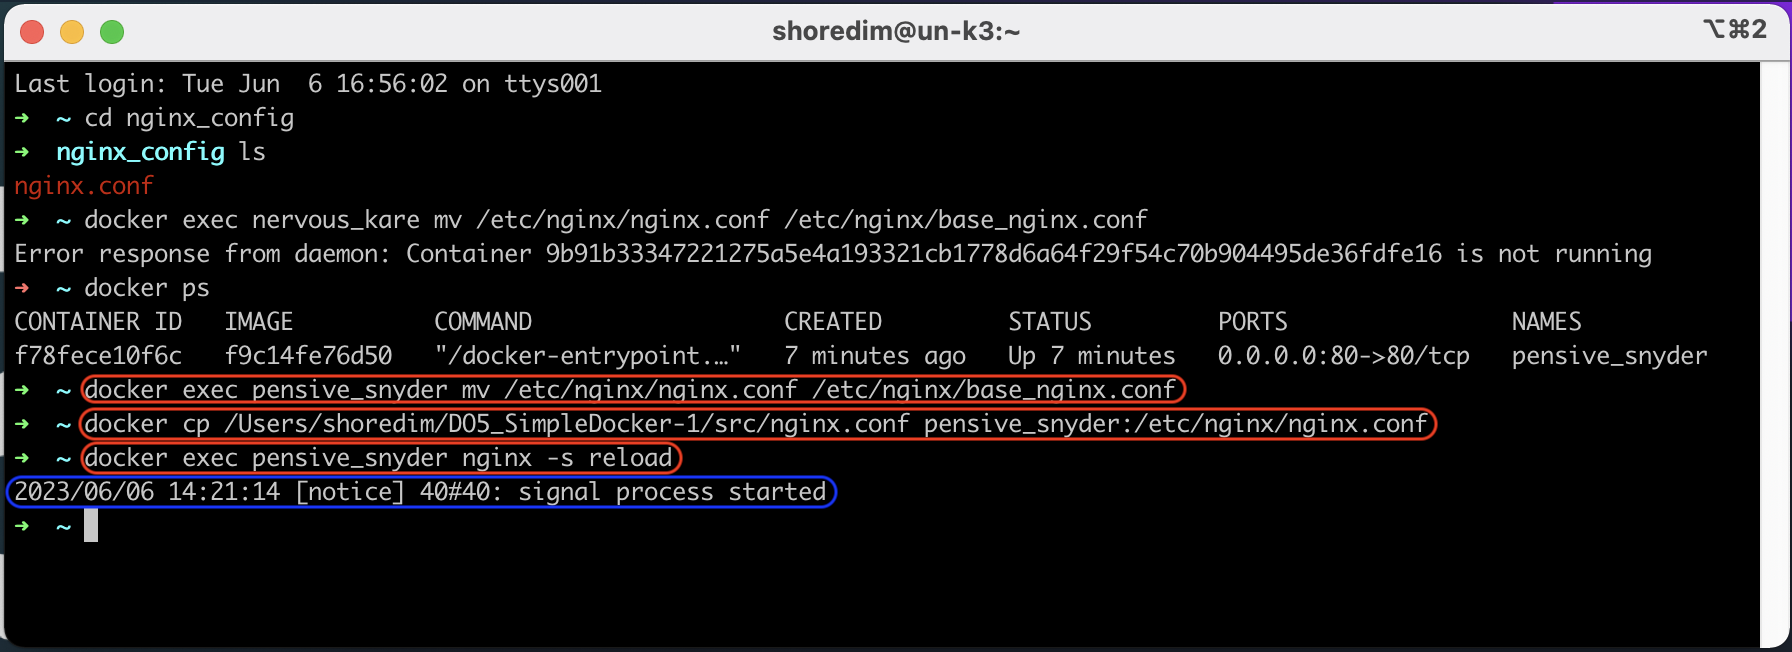 shoredim@un-k3:~
⌥⌘2
Last login: Tue Jun  6 16:56:02 on ttys001
➜  ~ cd nginx_config
➜  nginx_config ls
nginx.conf
➜  ~ docker exec nervous_kare mv /etc/nginx/nginx.conf /etc/nginx/base_nginx.conf
Error response from daemon: Container 9b91b33347221275a5e4a193321cb1778d6a64f29f54c70b904495de36fdfe16 is not running
➜  ~ docker ps
CONTAINER ID   IMAGE          COMMAND                  CREATED         STATUS         PORTS                NAMES
f78fece10f6c   f9c14fe76d50   "/docker-entrypoint.…"   7 minutes ago   Up 7 minutes   0.0.0.0:80->80/tcp   pensive_snyder
➜  ~ docker exec pensive_snyder mv /etc/nginx/nginx.conf /etc/nginx/base_nginx.conf
➜  ~ docker cp /Users/shoredim/DO5_SimpleDocker-1/src/nginx.conf pensive_snyder:/etc/nginx/nginx.conf
➜  ~ docker exec pensive_snyder nginx -s reload
2023/06/06 14:21:14 [notice] 40#40: signal process started
➜  ~